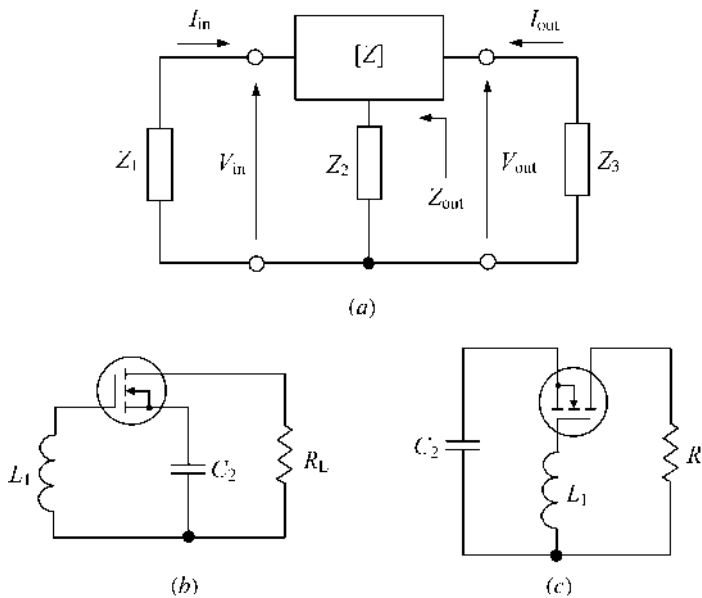 I_in
I_out
[Z]
Z_1
V_in
Z_2
Z_out
V_out
Z_3
(a)
L_1
C_2
R_L
(b)
C_2
L_1
R
(c)